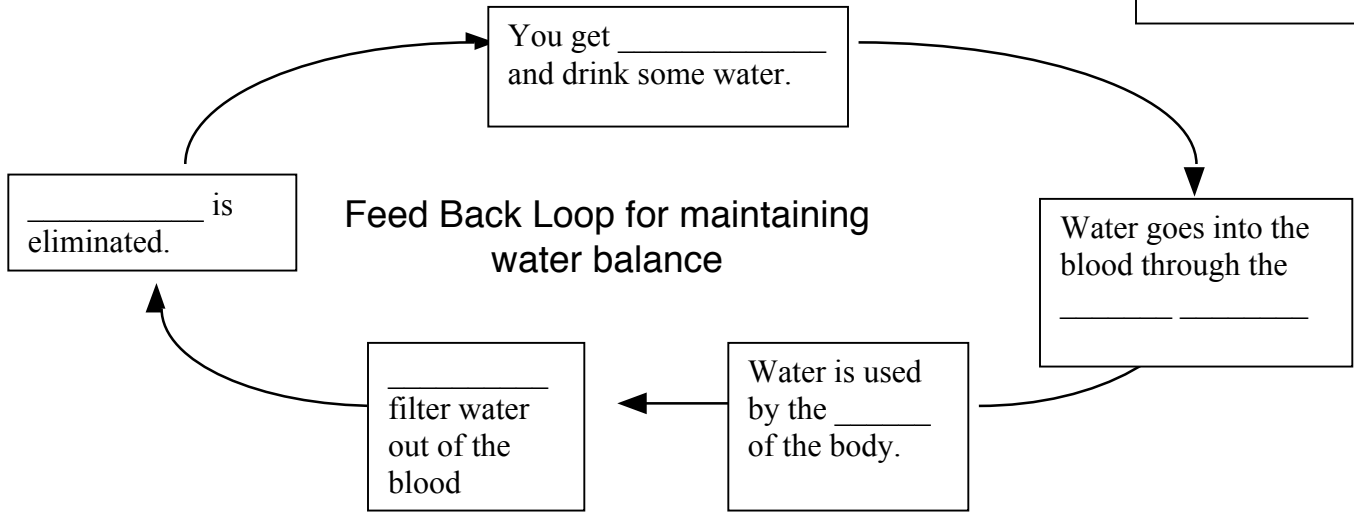 You get _____________
and drink some water.
___________ is
eliminated.
Feed Back Loop for maintaining
water balance
Water goes into the
blood through the
_______ ________
Water is used
by the ______
of the body.
__________
filter water
out of the
blood